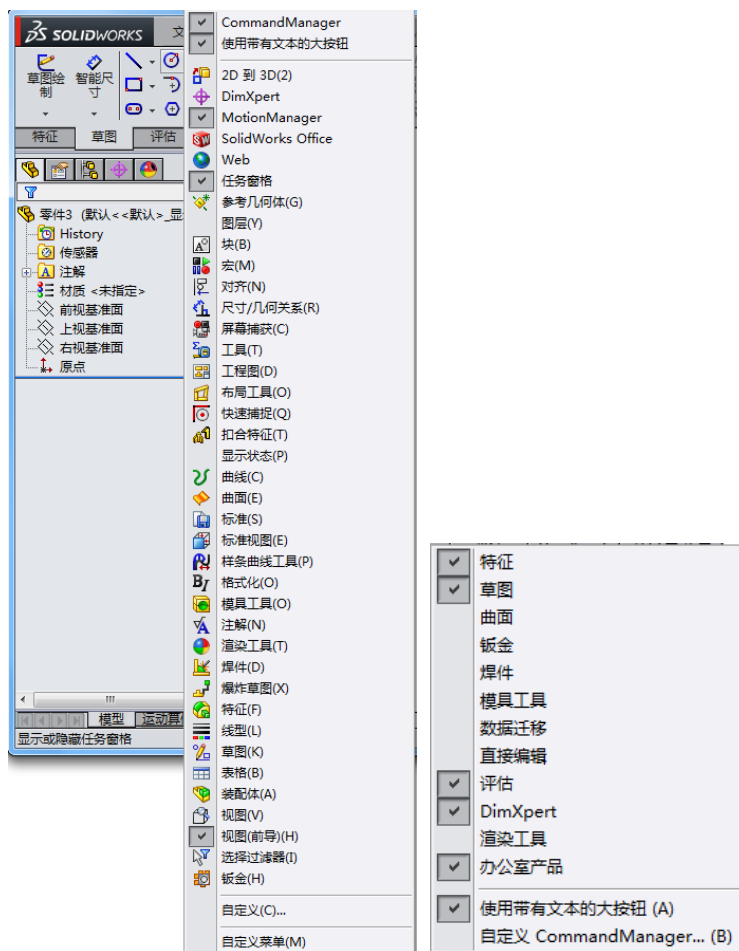 SOLIDWORKS
文
草图绘制
智能尺寸
特征
草图
评估
零件3 (默认<<默认>_显
History
传感器
注解
材质 <未指定>
前视基准面
上视基准面
右视基准面
原点
模型
运动算
显示或隐藏任务窗格
CommandManager
使用带有文本的大按钮
2D 到 3D(2)
DimXpert
MotionManager
SolidWorks Office
Web
任务窗格
参考几何体(G)
图层(Y)
块(B)
宏(M)
对齐(N)
尺寸/几何关系(R)
屏幕捕获(C)
工具(T)
工程图(D)
布局工具(O)
快速捕捉(Q)
扣合特征(T)
显示状态(P)
曲线(C)
曲面(E)
标准(S)
标准视图(E)
样条曲线工具(P)
格式化(O)
模具工具(O)
注解(N)
渲染工具(T)
焊件(D)
爆炸草图(X)
特征(F)
线型(L)
草图(K)
表格(B)
装配体(A)
视图(V)
视图(前导)(H)
选择过滤器(I)
钣金(H)
自定义(C)...
自定义菜单(M)
特征
草图
曲面
钣金
焊件
模具工具
数据迁移
直接编辑
评估
DimXpert
渲染工具
办公室产品
使用带有文本的大按钮 (A)
自定义 CommandManager... (B)